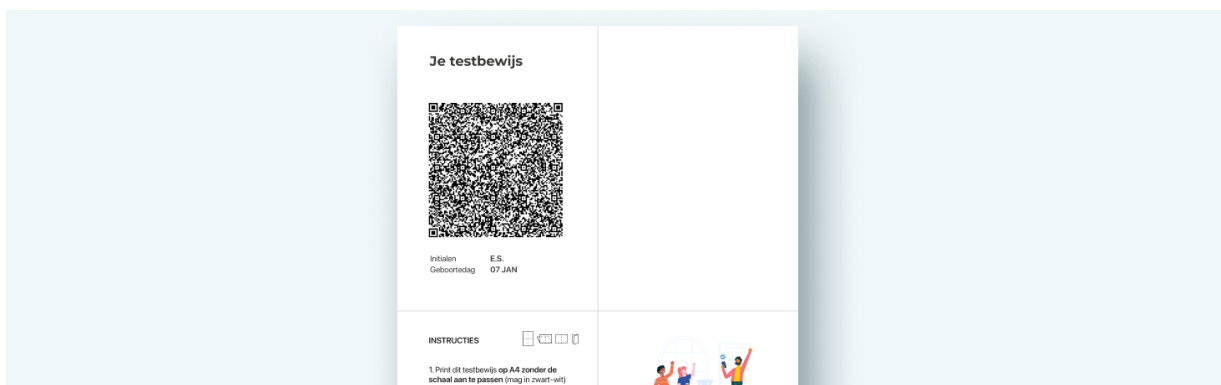 Je testbewijs
Initialen E.S.
Geboortedag 07 JAN
INSTRUCTIES
1. Print dit testbewijs op A4 zonder de
schaal aan te passen (mag in zwart-wit)